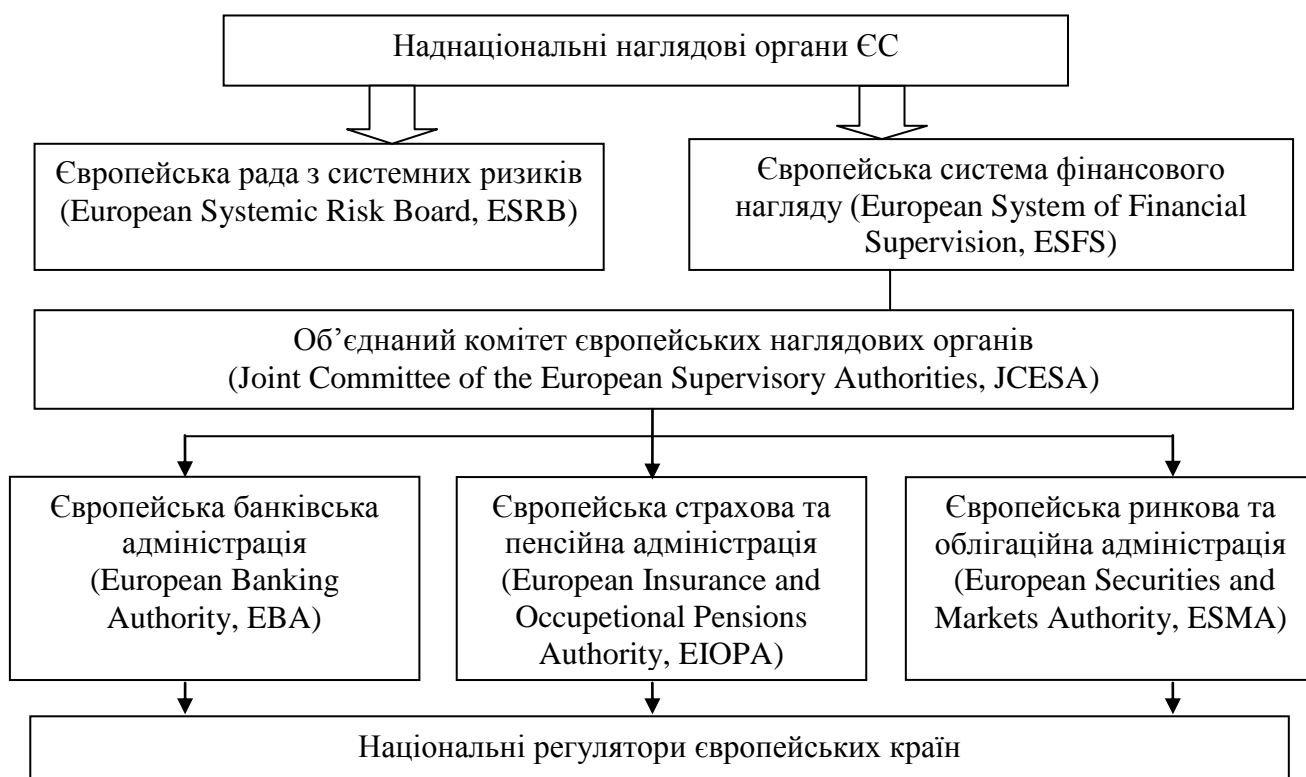 Наднаціональні наглядові органи ЄС
Європейська рада з системних ризиків
(European Systemic Risk Board, ESRB)
Європейська система фінансового
нагляду (European System of Financial
Supervision, ESFS)
Об’єднаний комітет європейських наглядових органів
(Joint Committee of the European Supervisory Authorities, JCESA)
Європейська банківська
адміністрація
(European Banking
Authority, EBA)
Європейська страхова та
пенсійна адміністрація
(European Insurance and
Occupetional Pensions
Authority, EIOPA)
Європейська ринкова та
облігаційна адміністрація
(European Securities and
Markets Authority, ESMA)
Національні регулятори європейських країн